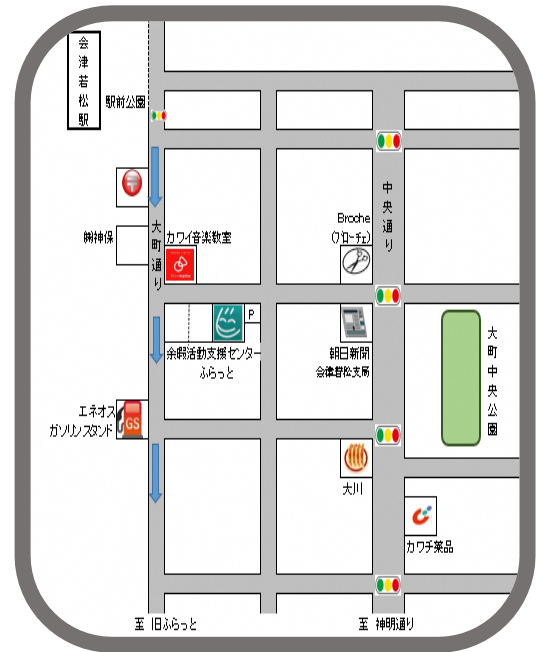 会津若松駅
駅前公園
中央通り
㈱神保
大町通り
カワイ音楽教室
Broche
(ブローチェ)
P
余暇活動支援センター
ふらっと
朝日新聞
会津若松支局
大町中央公園
エネオス
ガソリンスタンド
GS
大川
カワチ薬品
至 旧ふらっと
至 神明通り